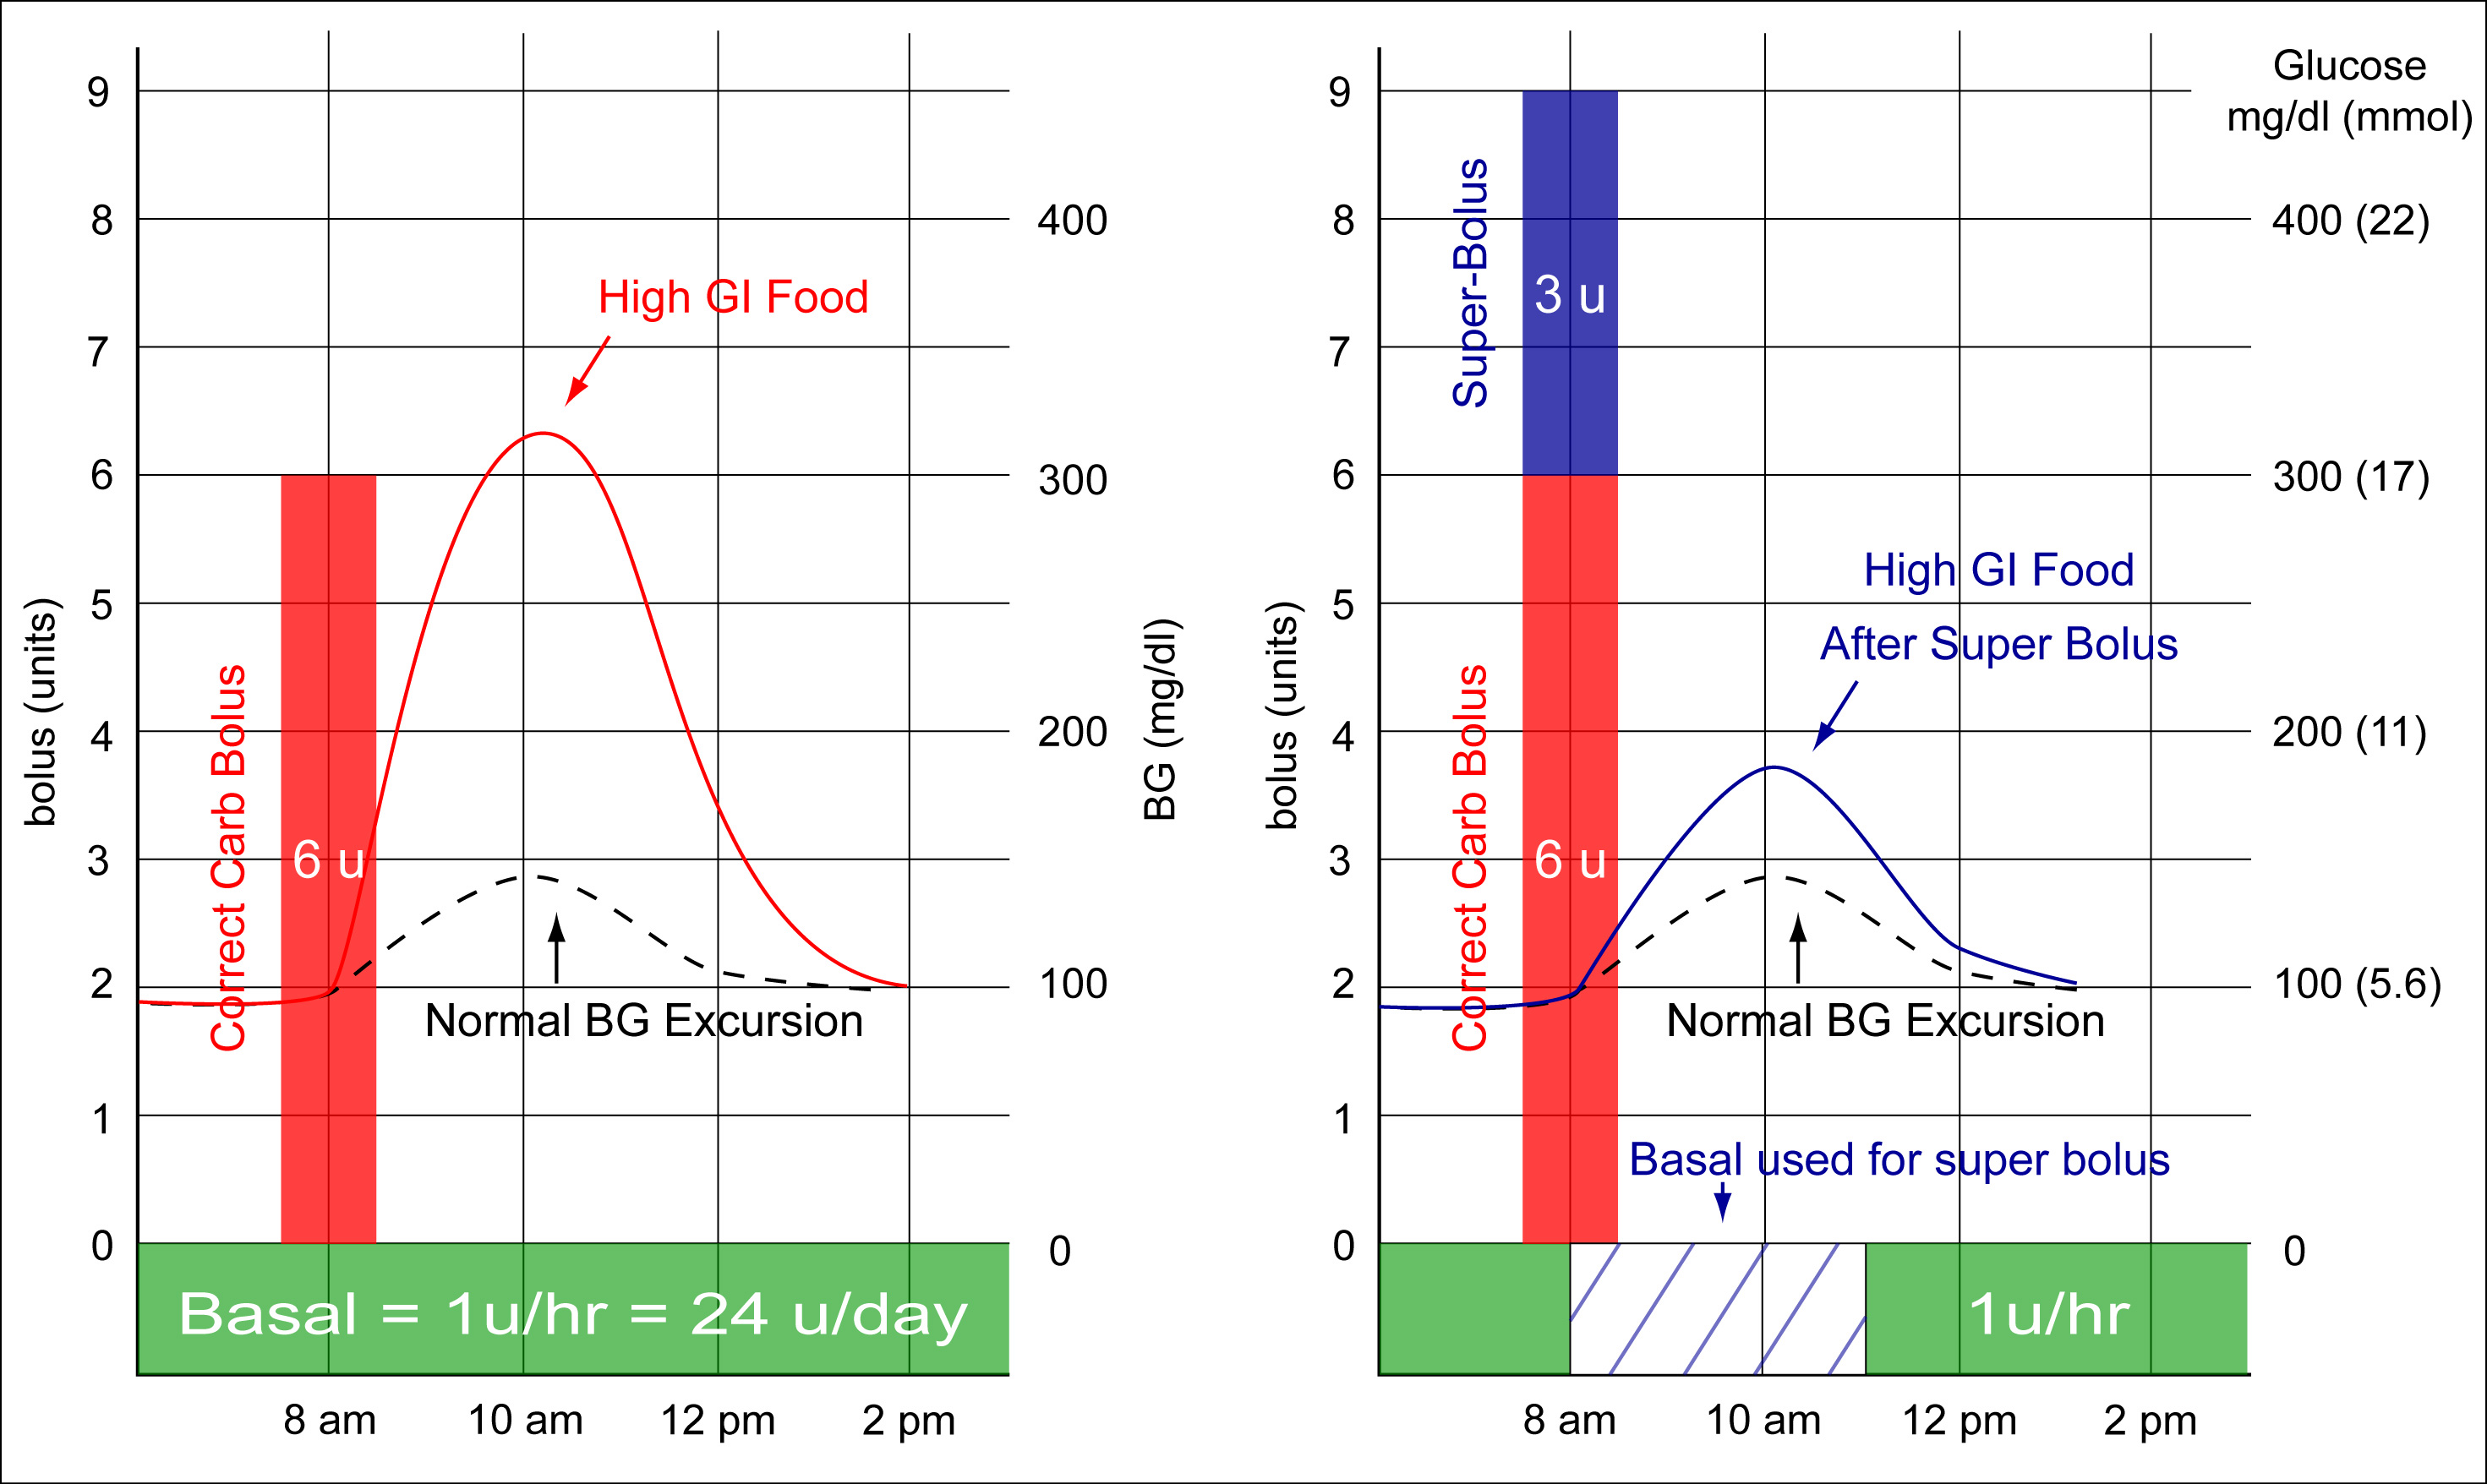 9
8
7
6
5
4
3
2
1
0
bolus (units)
Correct Carb Bolus
6 u
High GI Food
Normal BG Excursion
400
300
200
100
0
BG (mg/dl)
Basal = 1u/hr = 24 u/day
8 am
10 am
12 pm
2 pm
9
8
7
6
5
4
3
2
1
0
bolus (units)
Super-Bolus
3 u
Correct Carb Bolus
6 u
High GI Food
After Super Bolus
Normal BG Excursion
Basal used for super bolus
Glucose
mg/dl (mmol)
400 (22)
300 (17)
200 (11)
100 (5.6)
0
1u/hr
8 am
10 am
12 pm
2 pm